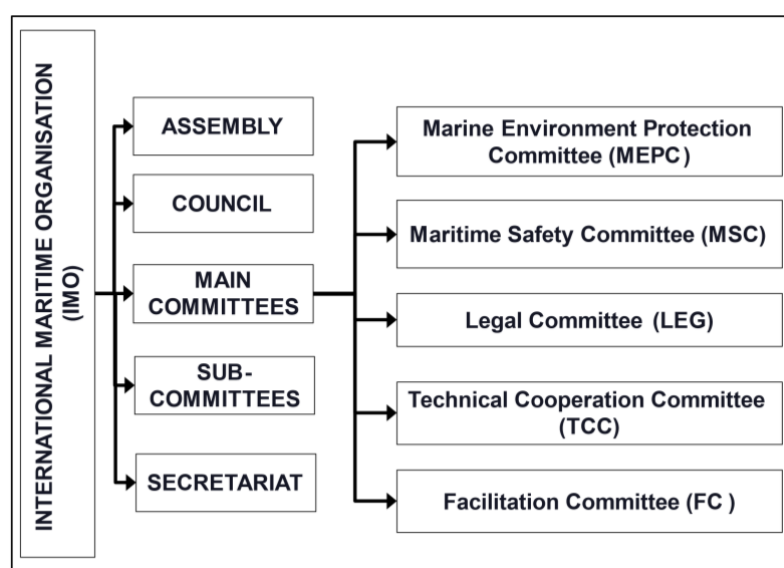 INTERNATIONAL MARITIME ORGANISATION
(IMO)
ASSEMBLY
COUNCIL
MAIN
COMMITTEES
SUB-
COMMITTEES
SECRETARIAT
Marine Environment Protection
Committee (MEPC)
Maritime Safety Committee (MSC)
Legal Committee (LEG)
Technical Cooperation Committee
(TCC)
Facilitation Committee (FC )